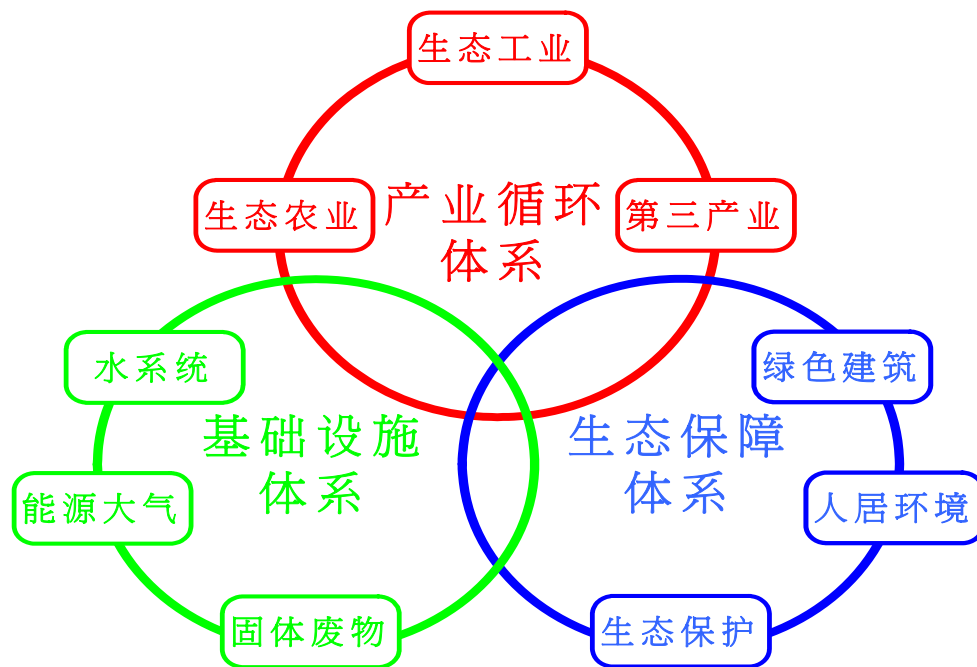 生态工业
生态农业
产业循环
体系
第三产业
水系统
基础设施
体系
能源大气
固体废物
绿色建筑
生态保障
体系
人居环境
生态保护